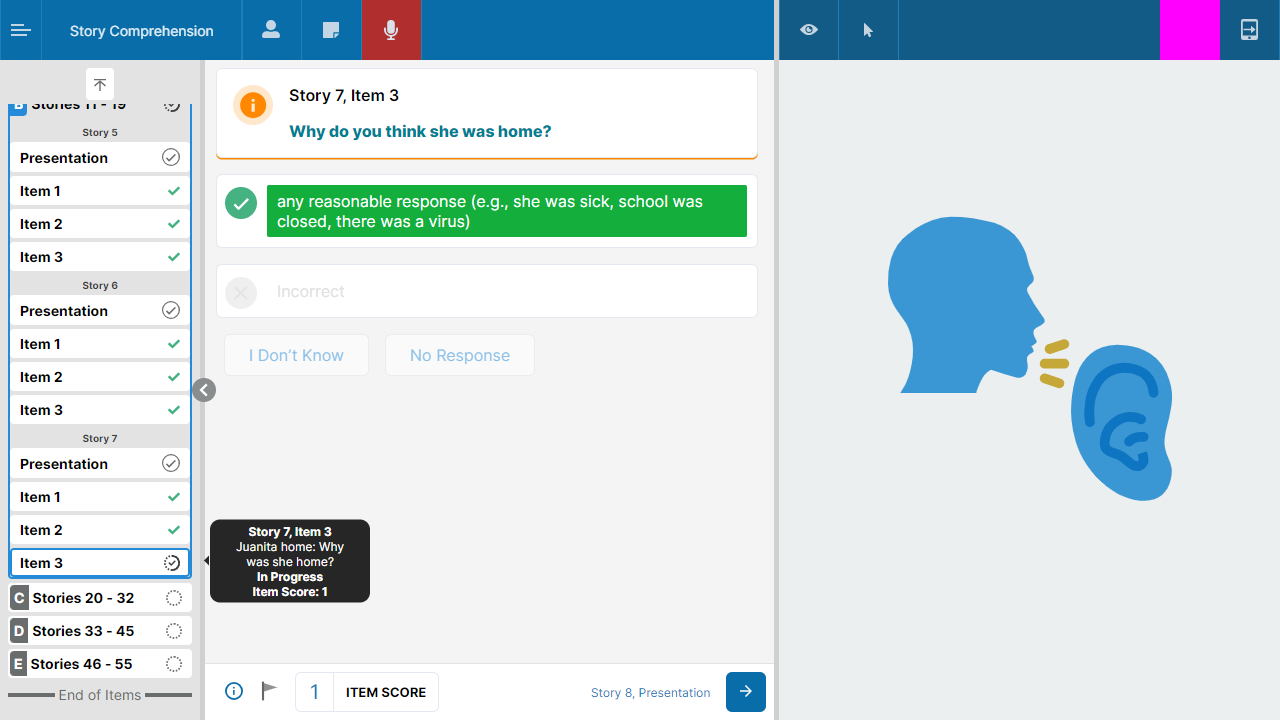 Story Comprehension
B Stories 11 - 19
Story 5
Presentation
Item 1
Item 2
Item 3
Story 6
Presentation
Item 1
Item 2
Item 3
Story 7
Presentation
Item 1
Item 2
Item 3
C Stories 20 - 32
D Stories 33 - 45
E Stories 46 - 55
End of Items
Story 7, Item 3
Why do you think she was home?
any reasonable response (e.g., she was sick, school was
closed, there was a virus)
Incorrect
I Don’t Know
No Response
Story 7, Item 3
Juanita home: Why
was she home?
In Progress
Item Score: 1
1 ITEM SCORE
Story 8, Presentation